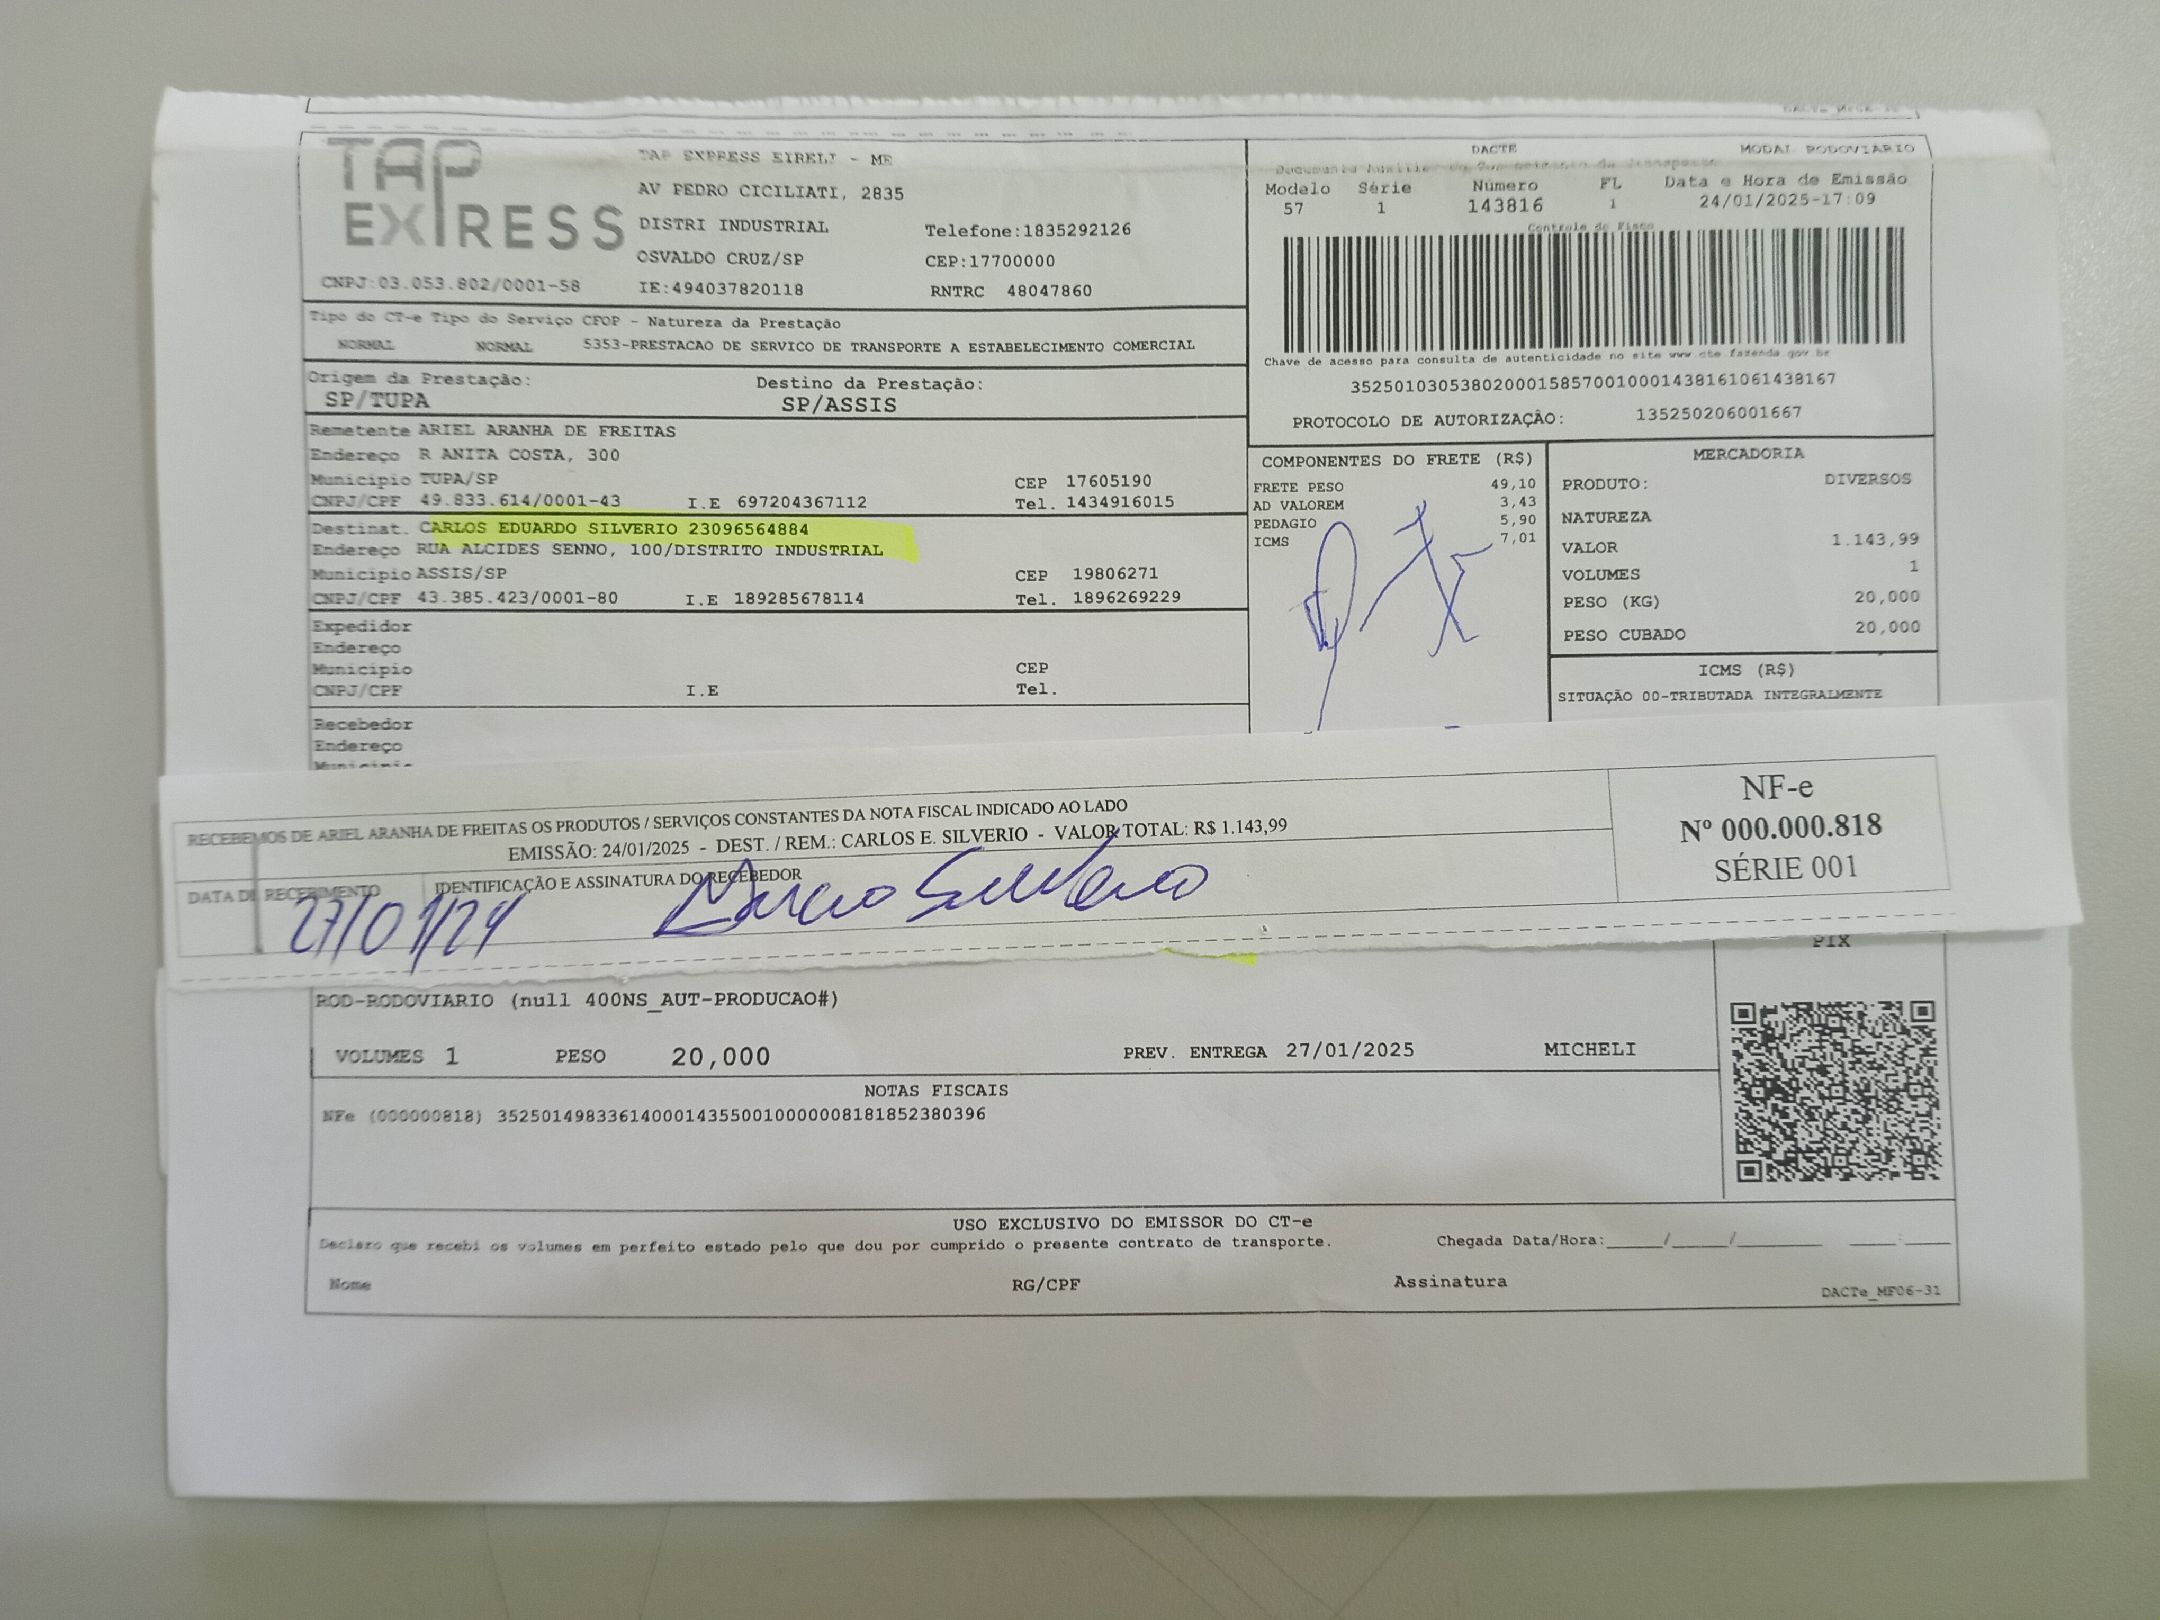 TAP EXPRESS
TAP EXPRESS EIRELI - ME
AV PEDRO CICILIATI, 2835
DISTRI INDUSTRIAL
Telefone:1835292126
OSVALDO CRUZ/SP
CEP:17700000
CNPJ:03.053.802/0001-58
IE:494037820118
RNTRC 48047860
DACTE
MODAL RODOVIARIO
Modelo Série Número FL Data e Hora de Emissão
57 1 143816 1 24/01/2025-17:09
Controle do Fisco
Chave de acesso para consulta de autenticidade no site www.cte.fazenda.gov.br
35250103053802000158570010001438161061438167
PROTOCOLO DE AUTORIZAÇÃO: 135250206001667
Tipo do CT-e Tipo do Serviço CFOP - Natureza da Prestação
NORMAL NORMAL 5353-PRESTACAO DE SERVICO DE TRANSPORTE A ESTABELECIMENTO COMERCIAL
Origem da Prestação: Destino da Prestação:
SP/TUPA SP/ASSIS
Remetente ARIEL ARANHA DE FREITAS
Endereço R ANITA COSTA, 300
Municipio TUPA/SP CEP 17605190
CNPJ/CPF 49.833.614/0001-43 I.E 697204367112 Tel. 1434916015
Destinat. CARLOS EDUARDO SILVERIO 23096564884
Endereço RUA ALCIDES SENNO, 100/DISTRITO INDUSTRIAL
Municipio ASSIS/SP CEP 19806271
CNPJ/CPF 43.385.423/0001-80 I.E 189285678114 Tel. 1896269229
Expedidor
Endereço
Municipio CEP
CNPJ/CPF I.E Tel.
Recebedor
Endereço
Municipio
COMPONENTES DO FRETE (R$)
FRETE PESO 49,10
AD VALOREM 3,43
PEDAGIO 5,90
ICMS 7,01
MERCADORIA
PRODUTO: DIVERSOS
NATUREZA
VALOR 1.143,99
VOLUMES 1
PESO (KG) 20,000
PESO CUBADO 20,000
ICMS (R$)
SITUAÇÃO 00-TRIBUTADA INTEGRALMENTE
RECEBEMOS DE ARIEL ARANHA DE FREITAS OS PRODUTOS / SERVIÇOS CONSTANTES DA NOTA FISCAL INDICADO AO LADO
EMISSÃO: 24/01/2025 - DEST. / REM.: CARLOS E. SILVERIO - VALOR TOTAL: R$ 1.143,99
DATA DE RECEBIMENTO
IDENTIFICAÇÃO E ASSINATURA DO RECEBEDOR
27/01/24
Silverio
NF-e
Nº 000.000.818
SÉRIE 001
PIX
ROD-RODOVIARIO (null 400NS_AUT-PRODUCAO#)
VOLUMES 1 PESO 20,000 PREV. ENTREGA 27/01/2025 MICHELI
NOTAS FISCAIS
NFe (000000818) 35250149833614000143550010000008181852380396
USO EXCLUSIVO DO EMISSOR DO CT-e
Declaro que recebi os volumes em perfeito estado pelo que dou por cumprido o presente contrato de transporte.
Chegada Data/Hora:_____/_____/________ ____:____
Nome RG/CPF Assinatura
DACTe_MF06-31